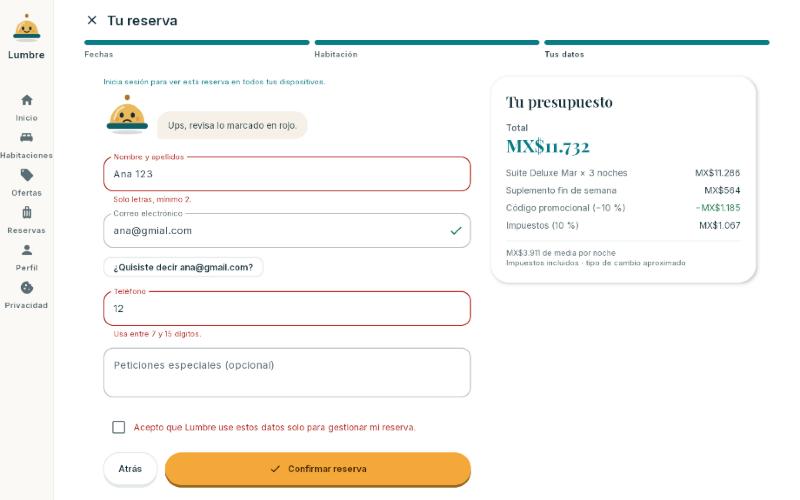 Lumbre
Inicio
Habitaciones
Ofertas
Reservas
Perfil
Privacidad
Tu reserva
Fechas
Habitación
Tus datos
Inicia sesión para ver esta reserva en todos tus dispositivos.
Ups, revisa lo marcado en rojo.
Nombre y apellidos
Ana 123
Solo letras, mínimo 2.
Correo electrónico
ana@gmial.com
¿Quisiste decir ana@gmail.com?
Teléfono
12
Usa entre 7 y 15 dígitos.
Peticiones especiales (opcional)
Acepto que Lumbre use estos datos solo para gestionar mi reserva.
Atrás
Confirmar reserva
Tu presupuesto
Total
MX$11.732
Suite Deluxe Mar × 3 noches MX$11.286
Suplemento fin de semana MX$564
Código promocional (−10 %) −MX$1.185
Impuestos (10 %) MX$1.067
MX$3.911 de media por noche
Impuestos incluidos · tipo de cambio aproximado